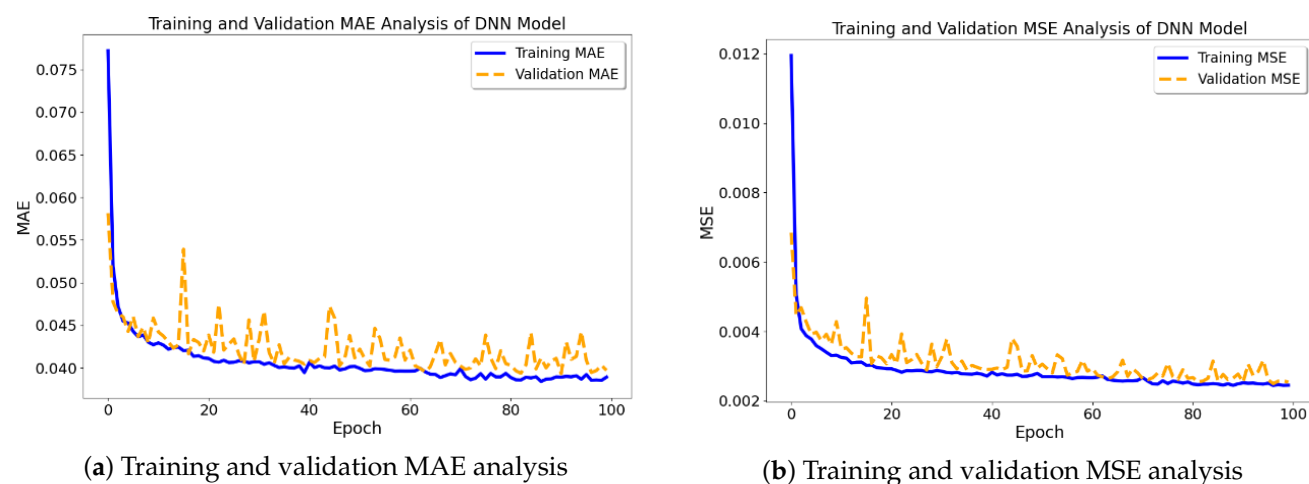 Training and Validation MAE Analysis of DNN Model
Training MAE
Validation MAE
0.075
0.070
0.065
0.060
0.055
0.050
0.045
0.040
MAE
0
20
40
60
80
100
Epoch
(a) Training and validation MAE analysis
Training and Validation MSE Analysis of DNN Model
Training MSE
Validation MSE
0.012
0.010
0.008
0.006
0.004
0.002
MSE
0
20
40
60
80
100
Epoch
(b) Training and validation MSE analysis